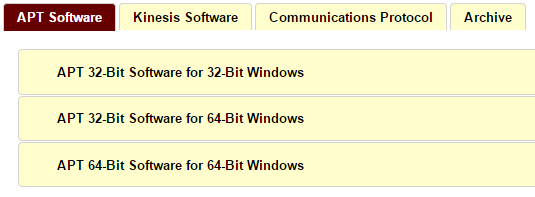 APT Software
Kinesis Software
Communications Protocol
Archive
APT 32-Bit Software for 32-Bit Windows
APT 32-Bit Software for 64-Bit Windows
APT 64-Bit Software for 64-Bit Windows